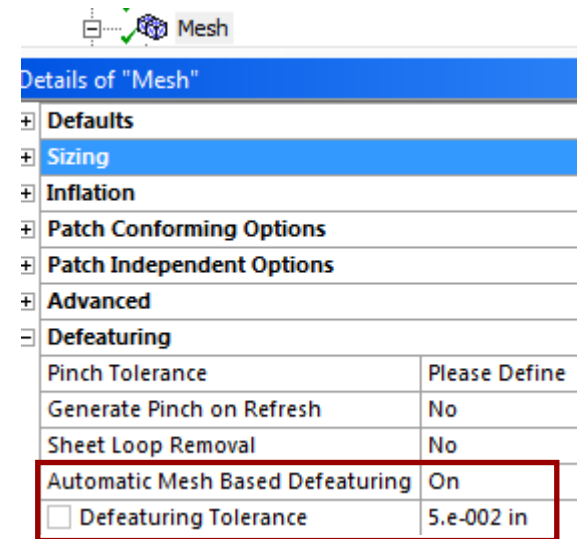 Mesh
Details of "Mesh"
Defaults
Sizing
Inflation
Patch Conforming Options
Patch Independent Options
Advanced
Defeaturing
Pinch Tolerance Please Define
Generate Pinch on Refresh No
Sheet Loop Removal No
Automatic Mesh Based Defeaturing On
Defeaturing Tolerance 5.e-002 in